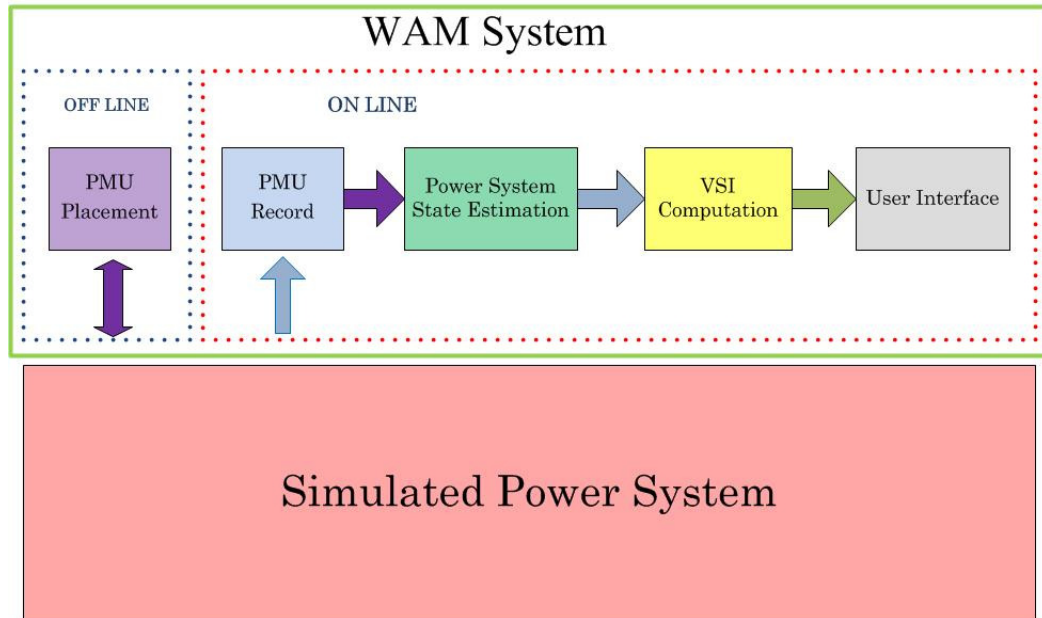 WAM System
OFF LINE
ON LINE
PMU
Placement
PMU
Record
Power System
State Estimation
VSI
Computation
User Interface
Simulated Power System